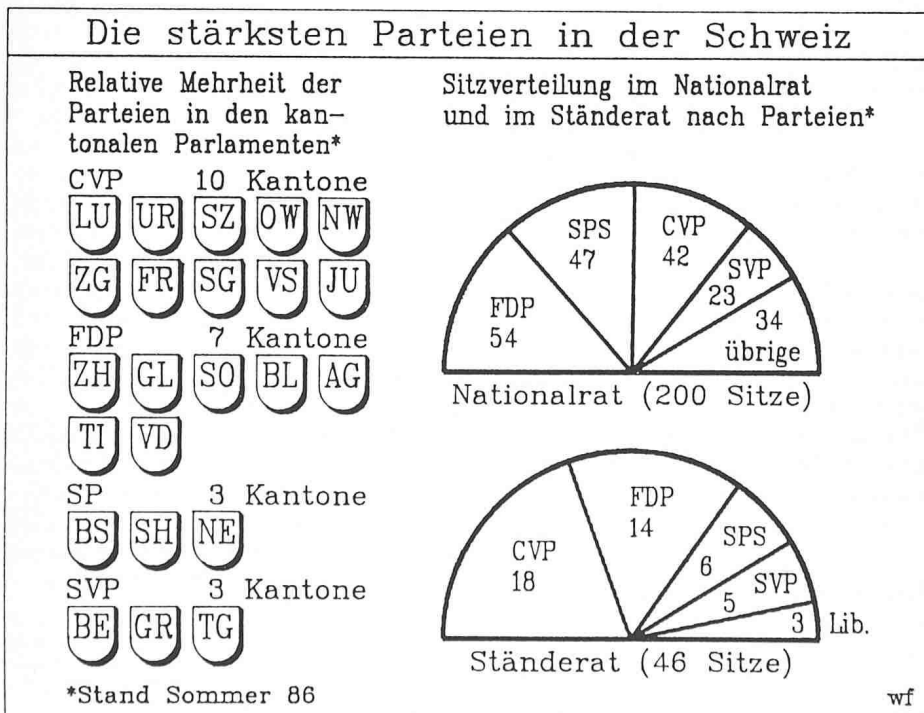 Die stärksten Parteien in der Schweiz
Relative Mehrheit der
Parteien in den kan-
tonalen Parlamenten*
CVP 10 Kantone
LU UR SZ OW NW
ZG FR SG VS JU
FDP 7 Kantone
ZH GL SO BL AG
TI VD
SP 3 Kantone
BS SH NE
SVP 3 Kantone
BE GR TG
*Stand Sommer 86
Sitzverteilung im Nationalrat
und im Ständerat nach Parteien*
FDP
54
SPS
47
CVP
42
SVP
23
34
übrige
Nationalrat (200 Sitze)
CVP
18
FDP
14
SPS
6
SVP
5
3 Lib.
Ständerat (46 Sitze)
wf